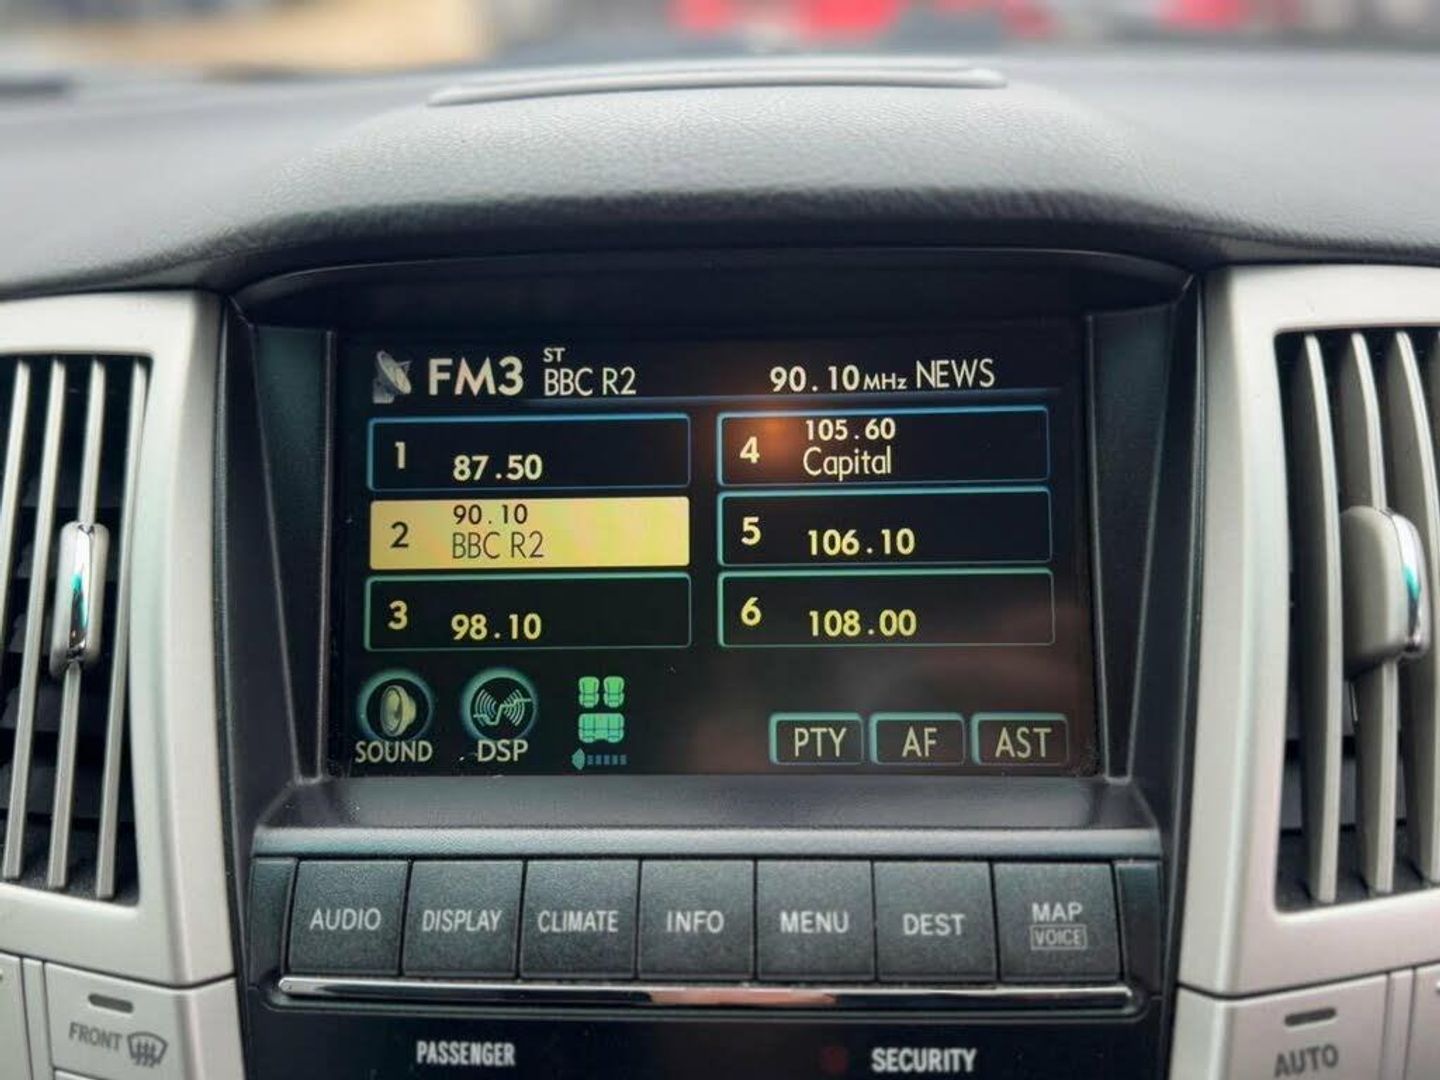 FM3 ST BBC R2 90.10MHz NEWS
1 87.50
2 90.10
BBC R2
3 98.10
4 105.60
Capital
5 106.10
6 108.00
SOUND DSP PTY AF AST
AUDIO DISPLAY CLIMATE INFO MENU DEST MAP
VOICE
FRONT PASSENGER SECURITY AUTO